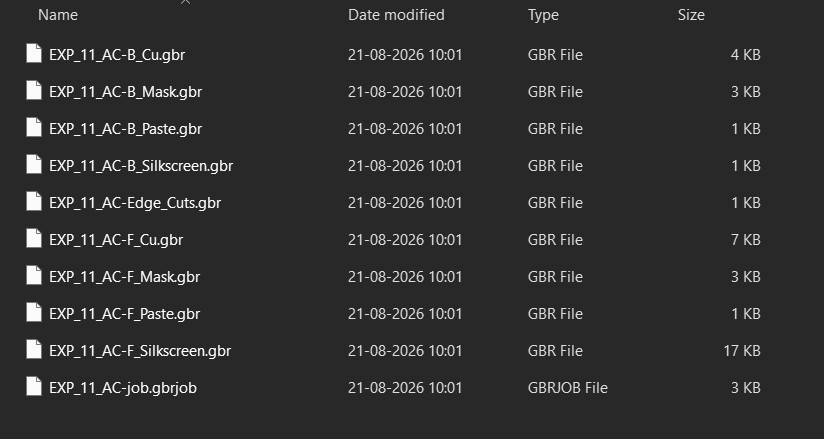 Name Date modified Type Size
EXP_11_AC-B_Cu.gbr 21-08-2026 10:01 GBR File 4 KB
EXP_11_AC-B_Mask.gbr 21-08-2026 10:01 GBR File 3 KB
EXP_11_AC-B_Paste.gbr 21-08-2026 10:01 GBR File 1 KB
EXP_11_AC-B_Silkscreen.gbr 21-08-2026 10:01 GBR File 1 KB
EXP_11_AC-Edge_Cuts.gbr 21-08-2026 10:01 GBR File 1 KB
EXP_11_AC-F_Cu.gbr 21-08-2026 10:01 GBR File 7 KB
EXP_11_AC-F_Mask.gbr 21-08-2026 10:01 GBR File 3 KB
EXP_11_AC-F_Paste.gbr 21-08-2026 10:01 GBR File 1 KB
EXP_11_AC-F_Silkscreen.gbr 21-08-2026 10:01 GBR File 17 KB
EXP_11_AC-job.gbrjob 21-08-2026 10:01 GBRJOB File 3 KB